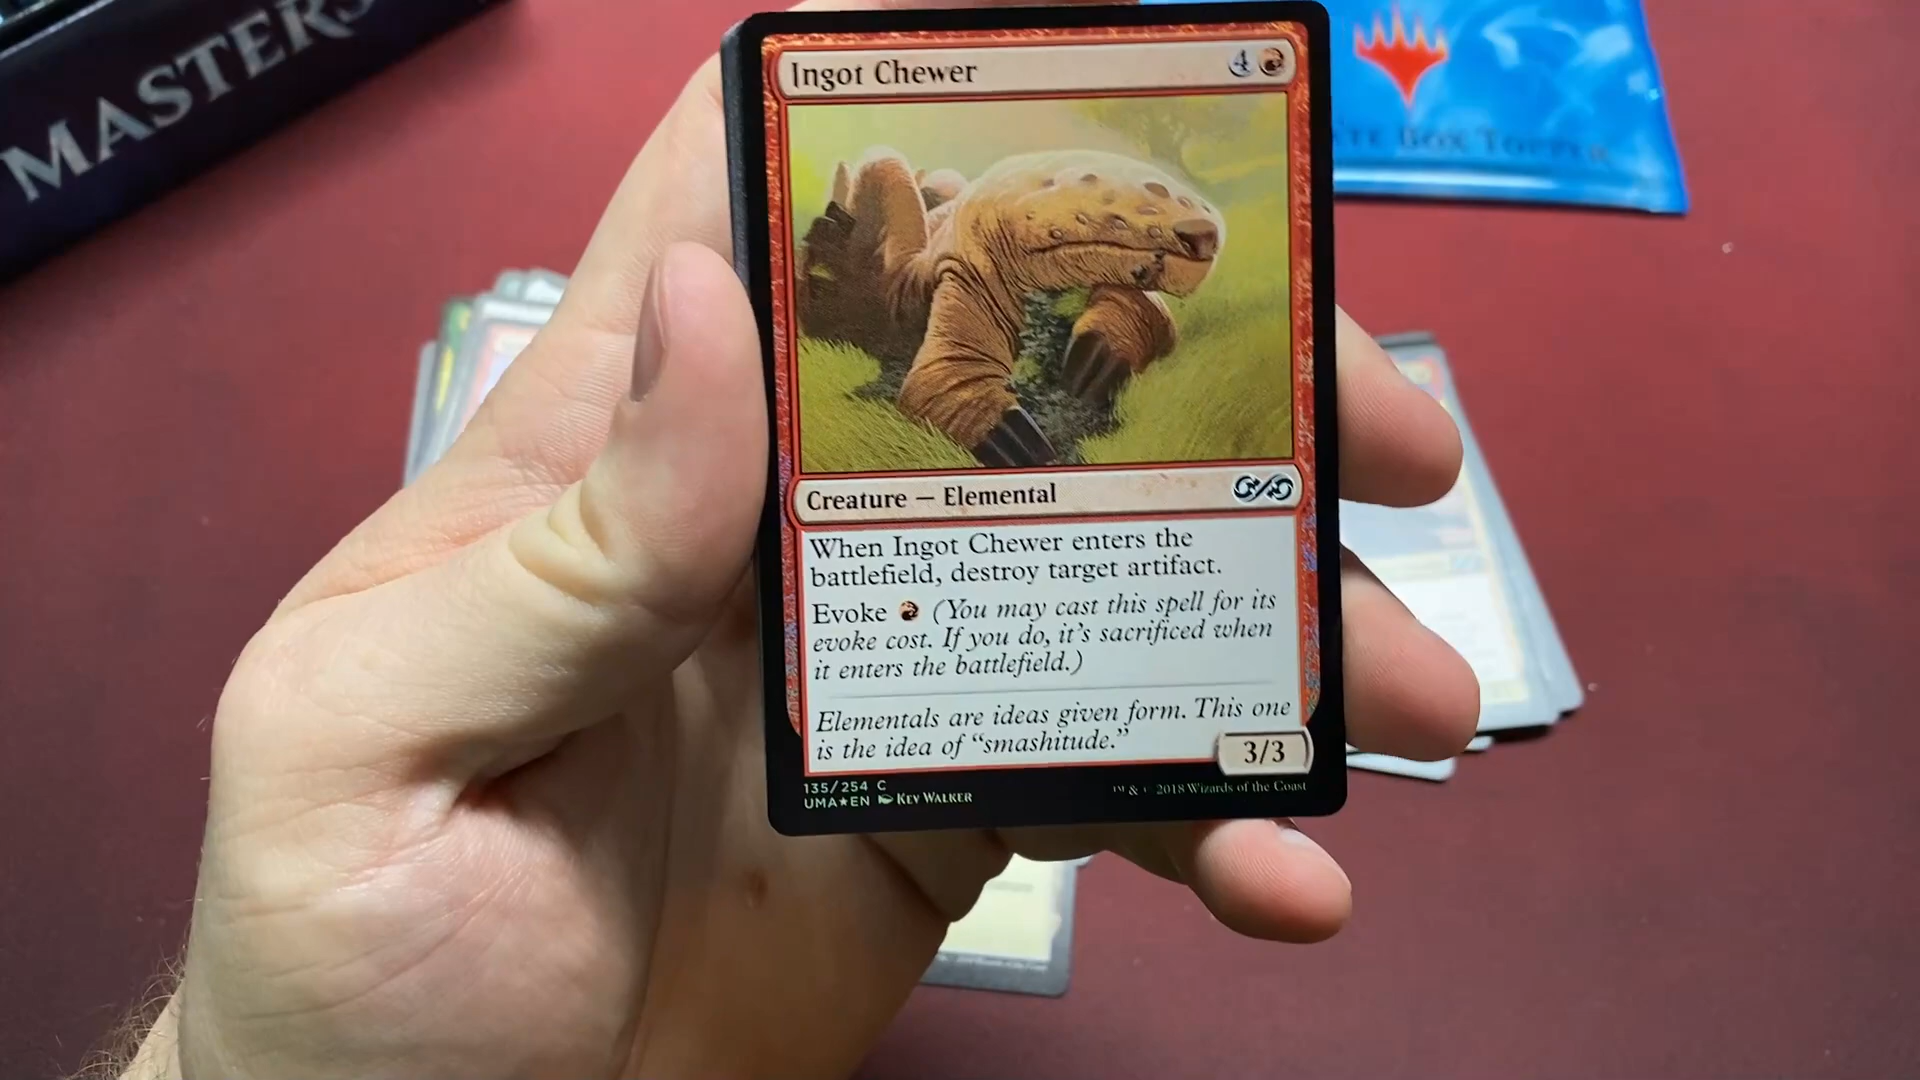 MASTERS
BOX TOPPER
Ingot Chewer 4
Creature — Elemental
When Ingot Chewer enters the
battlefield, destroy target artifact.
Evoke (You may cast this spell for its
evoke cost. If you do, it's sacrificed when
it enters the battlefield.)
Elementals are ideas given form. This one
is the idea of “smashitude.”
3/3
135/254 C
UMA★EN KEV WALKER
™ & © 2018 Wizards of the Coast